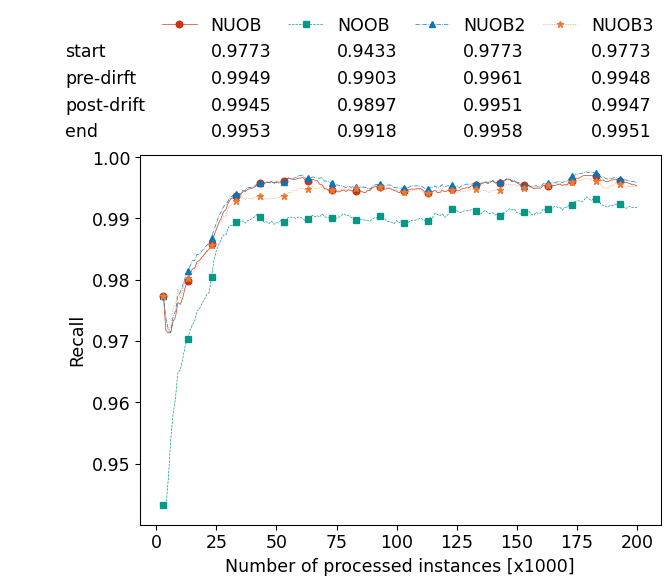 NUOB NOOB NUOB2 NUOB3
start 0.9773 0.9433 0.9773 0.9773
pre-dirft 0.9949 0.9903 0.9961 0.9948
post-drift 0.9945 0.9897 0.9951 0.9947
end 0.9953 0.9918 0.9958 0.9951
1.00
0.99
0.98
0.97
0.96
0.95
Recall
0 25 50 75 100 125 150 175 200
Number of processed instances [x1000]